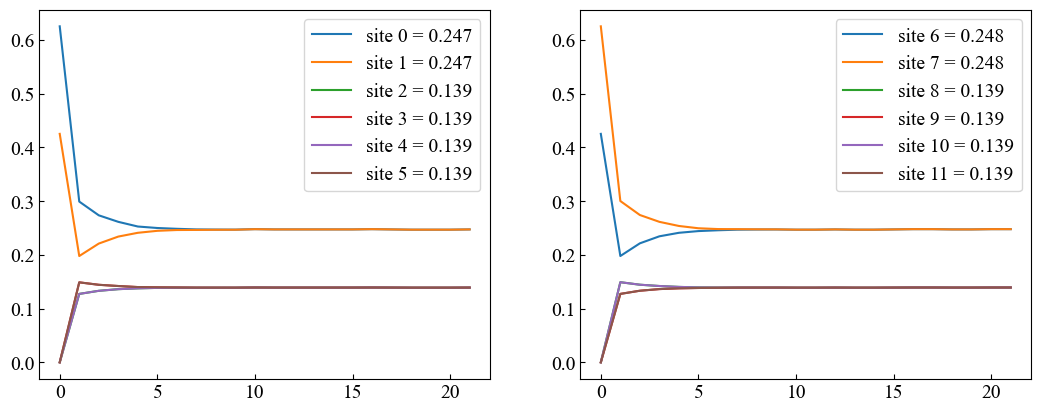 0.6
0.5
0.4
0.3
0.2
0.1
0.0
0 5 10 15 20
site 0 = 0.247
site 1 = 0.247
site 2 = 0.139
site 3 = 0.139
site 4 = 0.139
site 5 = 0.139
0.6
0.5
0.4
0.3
0.2
0.1
0.0
0 5 10 15 20
site 6 = 0.248
site 7 = 0.248
site 8 = 0.139
site 9 = 0.139
site 10 = 0.139
site 11 = 0.139